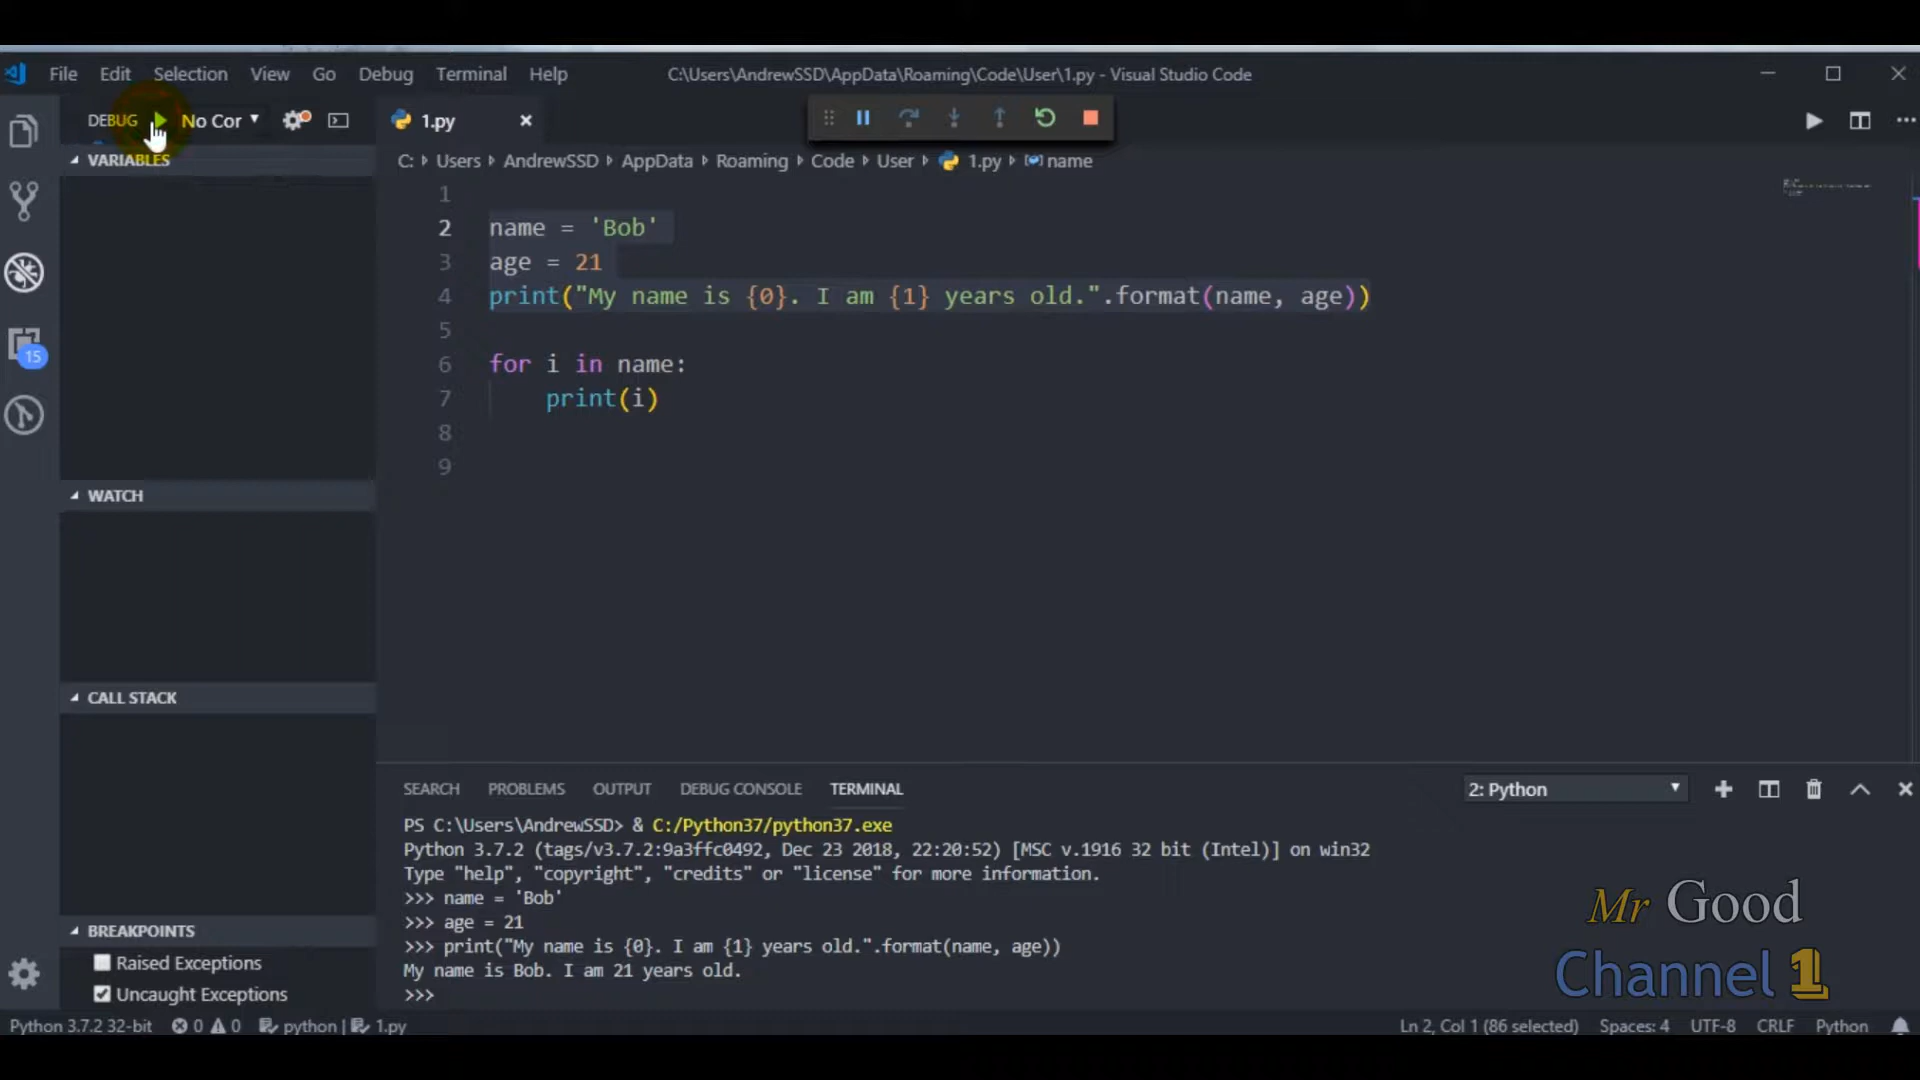 File Edit Selection View Go Debug Terminal Help
C:\Users\AndrewSSD\AppData\Roaming\Code\User\1.py - Visual Studio Code
DEBUG No Cor
1.py
VARIABLES
C: Users AndrewSSD AppData Roaming Code User 1.py name
1
2 name = 'Bob'
3 age = 21
4 print("My name is {0}. I am {1} years old.".format(name, age))
5
6 for i in name:
7 print(i)
8
9
15
WATCH
CALL STACK
BREAKPOINTS
Raised Exceptions
Uncaught Exceptions
SEARCH PROBLEMS OUTPUT DEBUG CONSOLE TERMINAL
2: Python
PS C:\Users\AndrewSSD> & C:/Python37/python37.exe
Python 3.7.2 (tags/v3.7.2:9a3ffc0492, Dec 23 2018, 22:20:52) [MSC v.1916 32 bit (Intel)] on win32
Type "help", "copyright", "credits" or "license" for more information.
>>> name = 'Bob'
>>> age = 21
>>> print("My name is {0}. I am {1} years old.".format(name, age))
My name is Bob. I am 21 years old.
>>>
Mr Good
Channel 1
Python 3.7.2 32-bit 0 0 python | 1.py
Ln 2, Col 1 (86 selected) Spaces: 4 UTF-8 CRLF Python